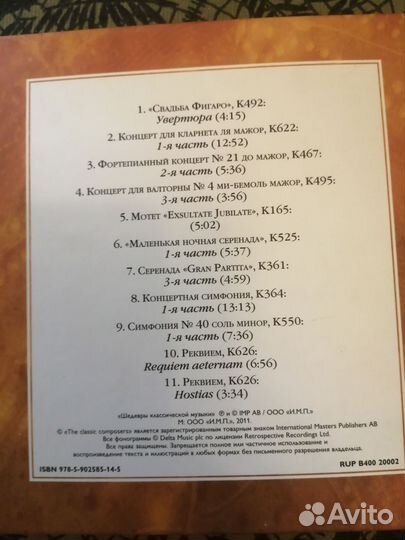 1. «Свадьба Фигаро», K492:
Увертюра (4:15)
2. Концерт для кларнета ля мажор, K622:
1-я часть (12:52)
3. Фортепианный концерт № 21 до мажор, K467:
2-я часть (5:36)
4. Концерт для валторны № 4 ми-бемоль мажор, K495:
3-я часть (3:56)
5. Мотет «Exsultate Jubilate», K165:
(5:02)
6. «Маленькая ночная серенада», K525:
1-я часть (5:37)
7. Серенада «Gran Partita», K361:
3-я часть (4:59)
8. Концертная симфония, K364:
1-я часть (13:13)
9. Симфония № 40 соль минор, K550:
1-я часть (7:36)
10. Реквием, K626:
Requiem aeternam (6:56)
11. Реквием, K626:
Hostias (3:34)
«Шедевры классической музыки» ℗ и © IMP AB / ООО «И.М.П.»
М: ООО «И.М.П.», 2011.
© «The classic composers» является зарегистрированным товарным знаком International Masters Publishers AB
Все фонограммы © Delta Music plc по лицензии Retrospective Recordings Ltd.
Все права защищены. Запрещается полное или частичное использование и
воспроизведение текста и иллюстраций в любых формах без письменного разрешения владельца.
ISBN 978-5-902585-14-5 RUP B400 20002
Avito